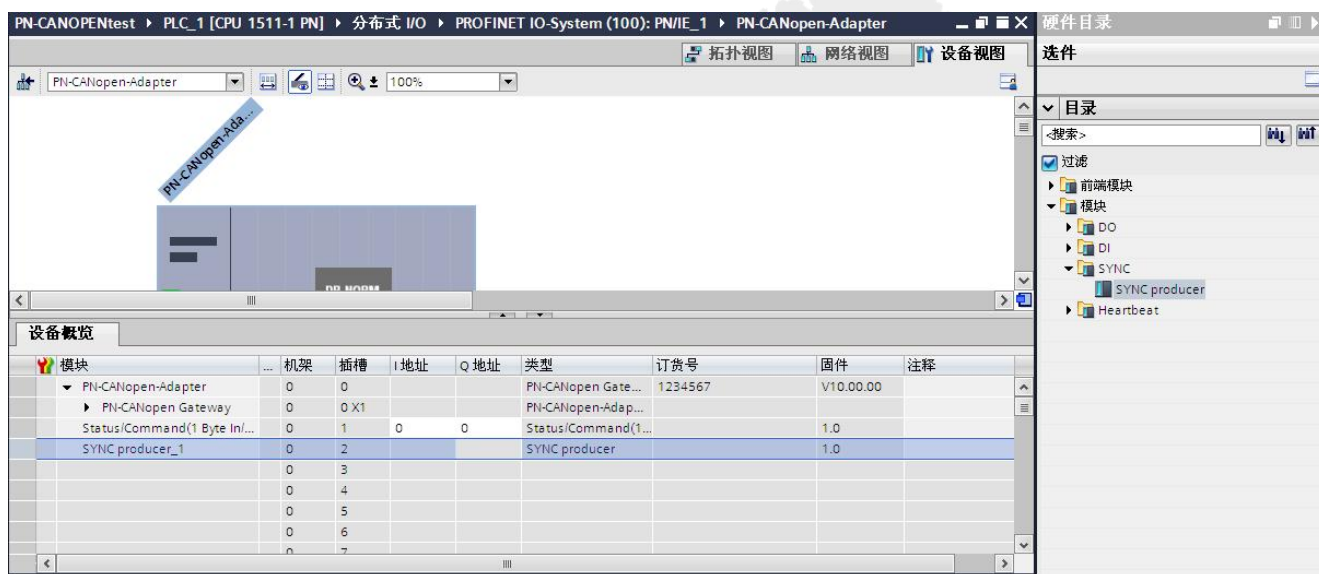 PN-CANOPENtest ▸ PLC_1 [CPU 1511-1 PN] ▸ 分布式 I/O ▸ PROFINET IO-System (100): PN/IE_1 ▸ PN-CANopen-Adapter
硬件目录
拓扑视图 网络视图 设备视图
选件
PN-CANopen-Adapter 100%
目录
<搜索>
过滤
前端模块
模块
DO
DI
SYNC
SYNC producer
Heartbeat
PN-CANopen-Ada...
DP-NORM
设备概览
模块 ... 机架 插槽 I 地址 Q 地址 类型 订货号 固件 注释
PN-CANopen-Adapter 0 0 PN-CANopen Gate... 1234567 V10.00.00
PN-CANopen Gateway 0 0 X1 PN-CANopen-Adap...
Status/Command(1 Byte In/... 0 1 0 0 Status/Command(1... 1.0
SYNC producer_1 0 2 SYNC producer 1.0
0 3
0 4
0 5
0 6
0 7